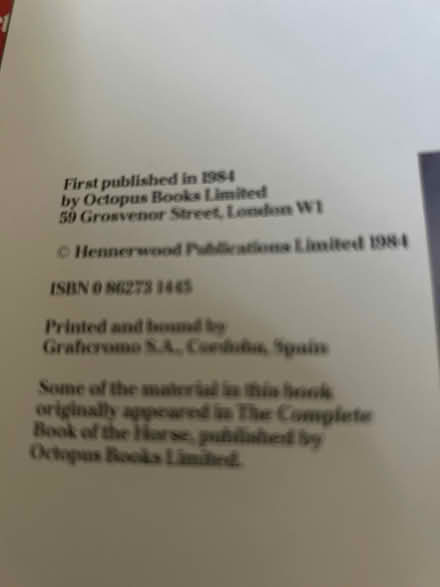 First published in 1984
by Octopus Books Limited
59 Grosvenor Street, London W1
© Hennerwood Publications Limited 1984
ISBN 0 86273 144 5
Printed and bound by
Graficromo S.A., Cordoba, Spain
Some of the material in this book
originally appeared in The Complete
Book of the Horse, published by
Octopus Books Limited.